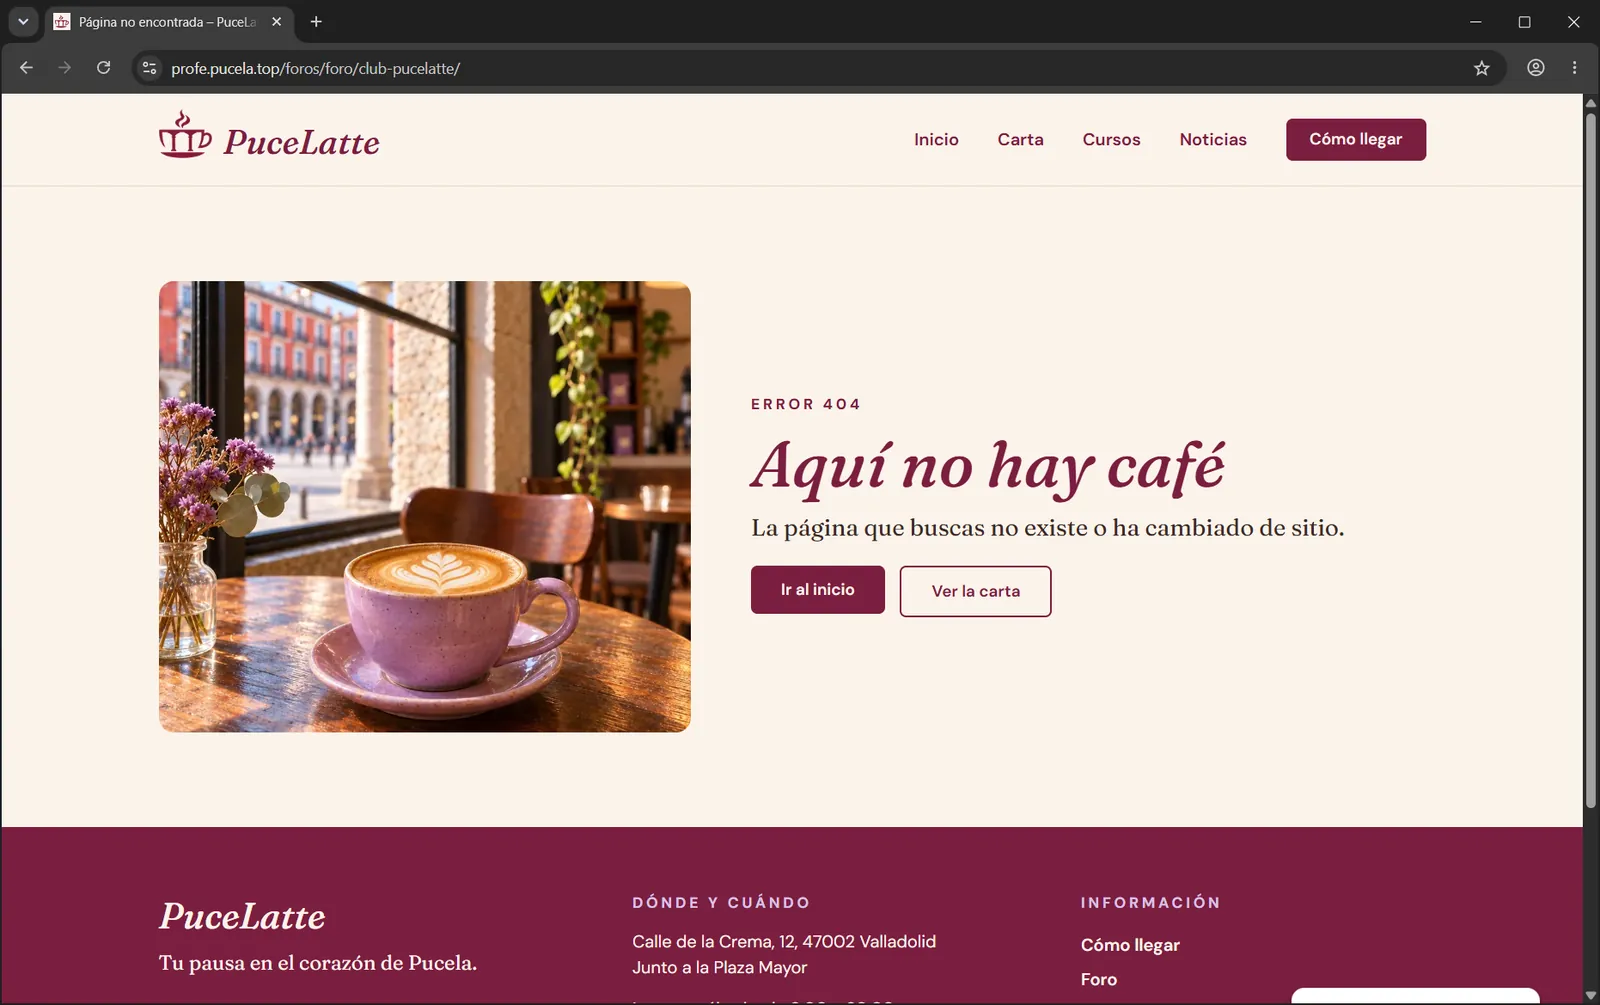 Página no encontrada – PuceLa
profe.pucela.top/foros/foro/club-pucelatte/
PuceLatte
Inicio
Carta
Cursos
Noticias
Cómo llegar
ERROR 404
Aquí no hay café
La página que buscas no existe o ha cambiado de sitio.
Ir al inicio
Ver la carta
PuceLatte
Tu pausa en el corazón de Pucela.
DÓNDE Y CUÁNDO
Calle de la Crema, 12, 47002 Valladolid
Junto a la Plaza Mayor
INFORMACIÓN
Cómo llegar
Foro